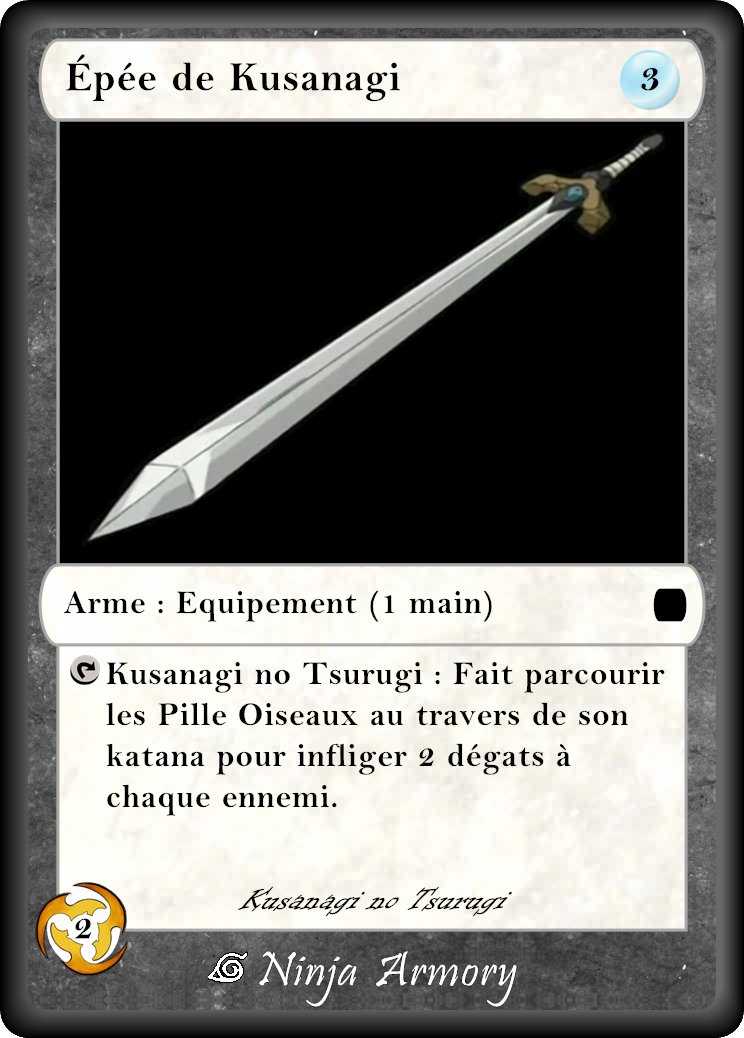 Épée de Kusanagi
3
Arme : Equipement (1 main)
Kusanagi no Tsurugi : Fait parcourir
les Pille Oiseaux au travers de son
katana pour infliger 2 dégats à
chaque ennemi.
Kusanagi no Tsurugi
2
Ninja Armory